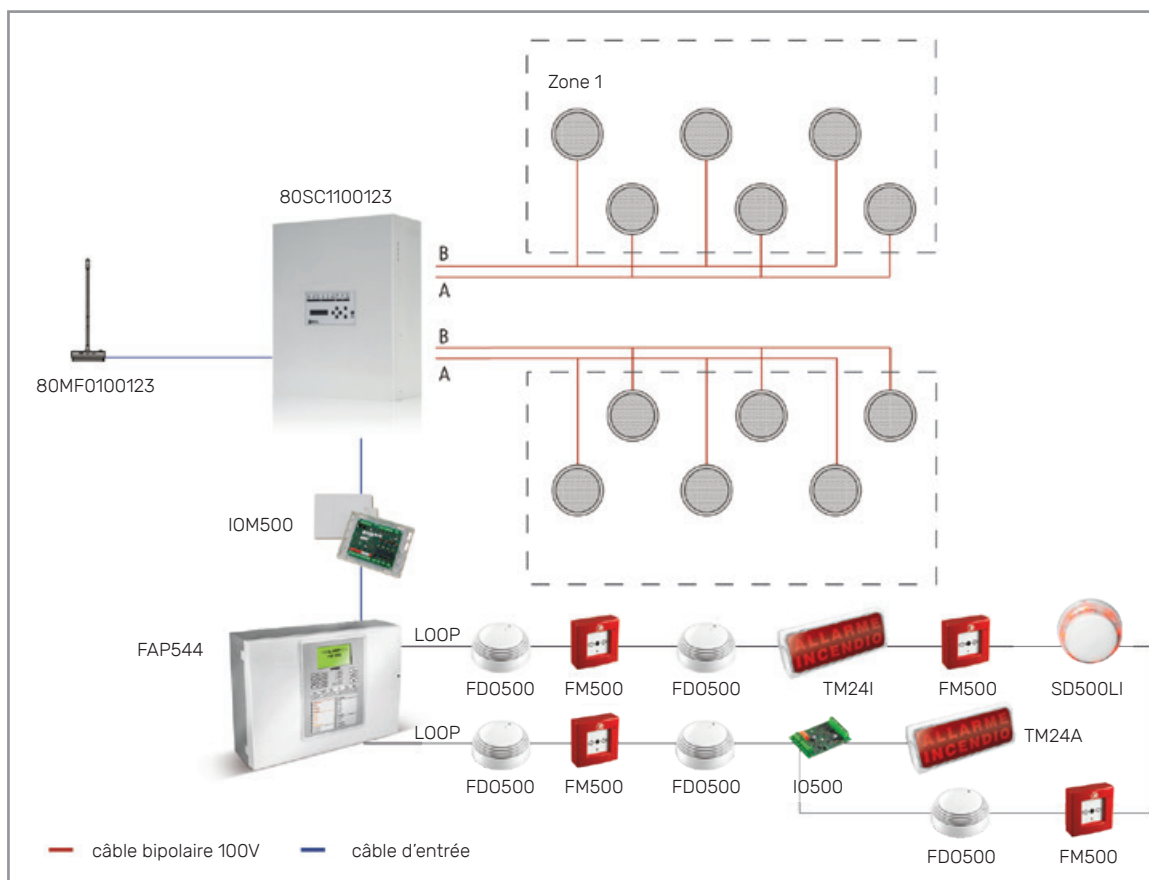 Zone 1
80SC1100123
B
A
B
A
80MF0100123
IOM500
FAP544
LOOP
FDO500
FM500
FDO500
ALLARME
INCENDIO
TM24I
FM500
SD500LI
LOOP
FDO500
FM500
FDO500
IO500
ALLARME
INCENDIO
TM24A
FDO500
FM500
câble bipolaire 100V
câble d'entrée